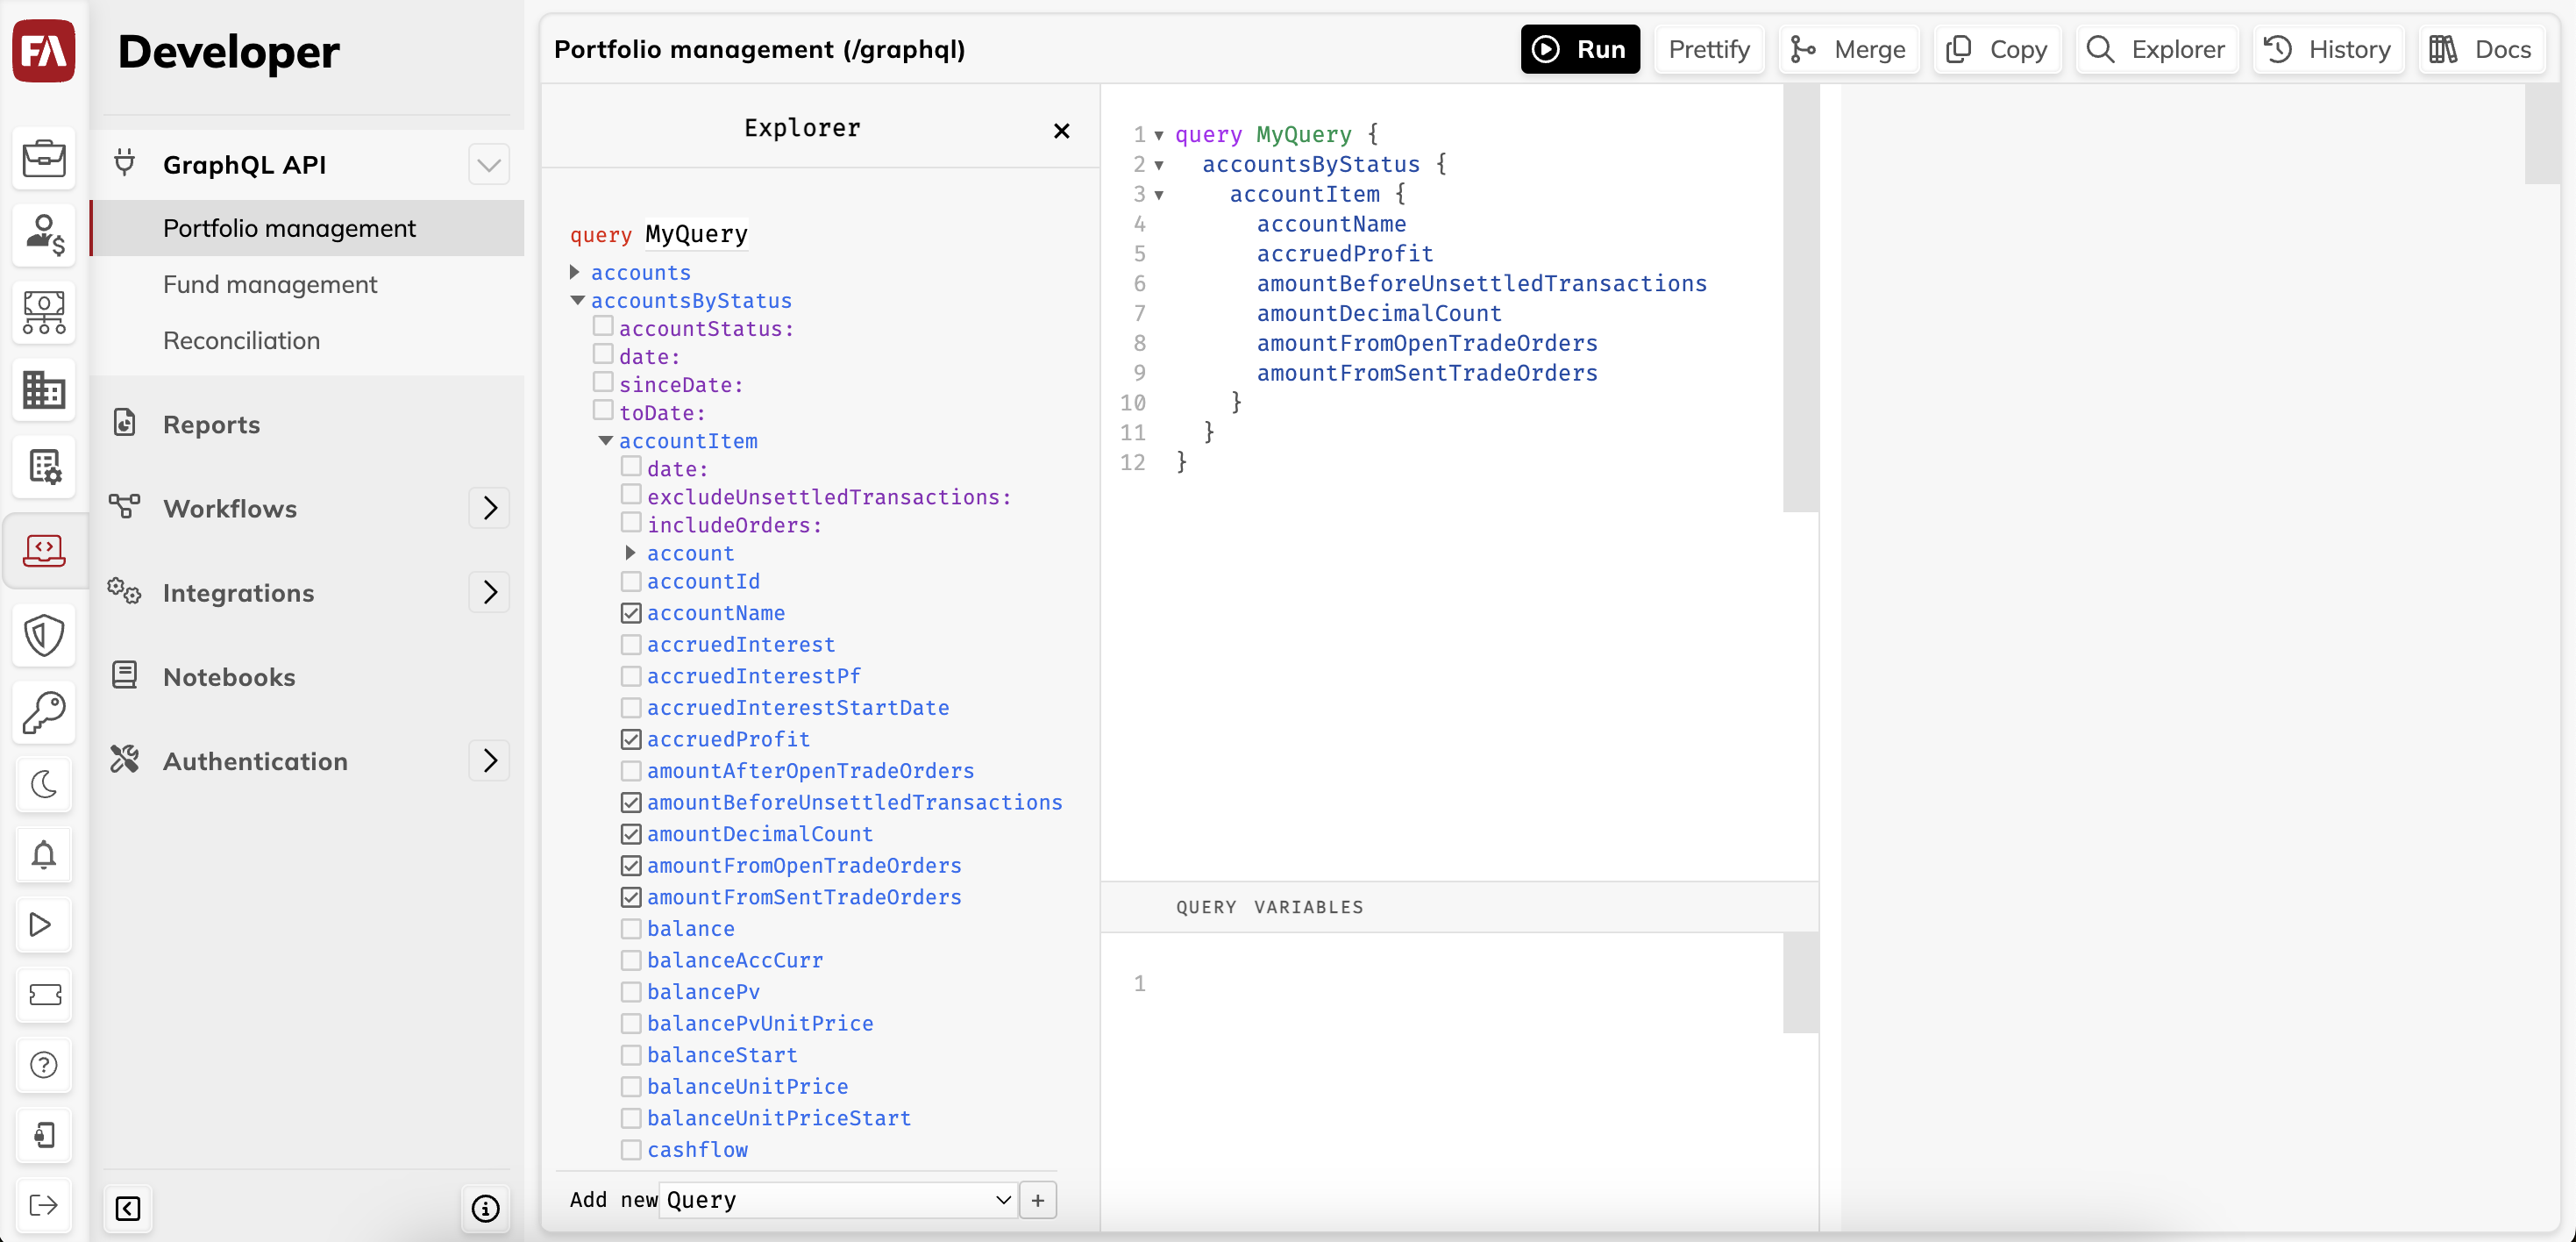 FA
Developer
GraphQL API
Portfolio management
Fund management
Reconciliation
Reports
Workflows
Integrations
Notebooks
Authentication
Portfolio management (/graphql)
Run
Prettify
Merge
Copy
Explorer
History
Docs
Explorer
query MyQuery
accounts
accountsByStatus
accountStatus:
date:
sinceDate:
toDate:
accountItem
date:
excludeUnsettledTransactions:
includeOrders:
account
accountId
accountName
accruedInterest
accruedInterestPf
accruedInterestStartDate
accruedProfit
amountAfterOpenTradeOrders
amountBeforeUnsettledTransactions
amountDecimalCount
amountFromOpenTradeOrders
amountFromSentTradeOrders
balance
balanceAccCurr
balancePv
balancePvUnitPrice
balanceStart
balanceUnitPrice
balanceUnitPriceStart
cashflow
Add new Query +
1 query MyQuery {
2 accountsByStatus {
3 accountItem {
4 accountName
5 accruedProfit
6 amountBeforeUnsettledTransactions
7 amountDecimalCount
8 amountFromOpenTradeOrders
9 amountFromSentTradeOrders
10 }
11 }
12 }
QUERY VARIABLES
1